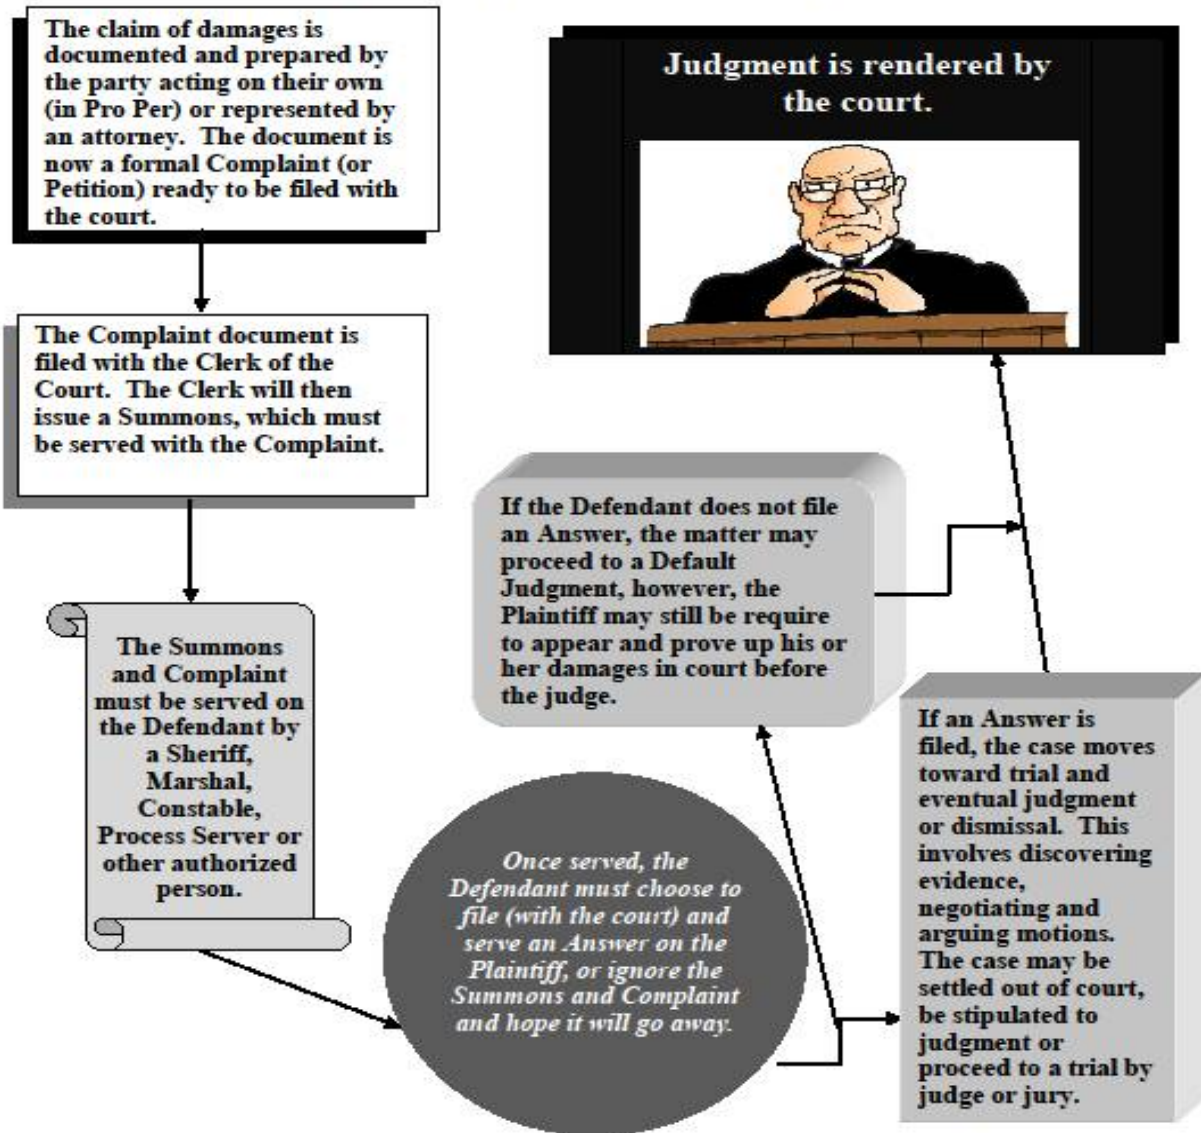 The claim of damages is
documented and prepared by
the party acting on their own
(in Pro Per) or represented by
an attorney.  The document is
now a formal Complaint (or
Petition) ready to be filed with
the court.
The Complaint document is
filed with the Clerk of the
Court.  The Clerk will then
issue a Summons, which must
be served with the Complaint.
The Summons
and Complaint
must be served on
the Defendant by
a Sheriff,
Marshal,
Constable,
Process Server or
other authorized
person.
Once served, the
Defendant must choose to
file (with the court) and
serve an Answer on the
Plaintiff, or ignore the
Summons and Complaint
and hope it will go away.
If the Defendant does not file
an Answer, the matter may
proceed to a Default
Judgment, however, the
Plaintiff may still be require
to appear and prove up his or
her damages in court before
the judge.
If an Answer is
filed, the case moves
toward trial and
eventual judgment
or dismissal.  This
involves discovering
evidence,
negotiating and
arguing motions.
The case may be
settled out of court,
be stipulated to
judgment or
proceed to a trial by
judge or jury.
Judgment is rendered by
the court.